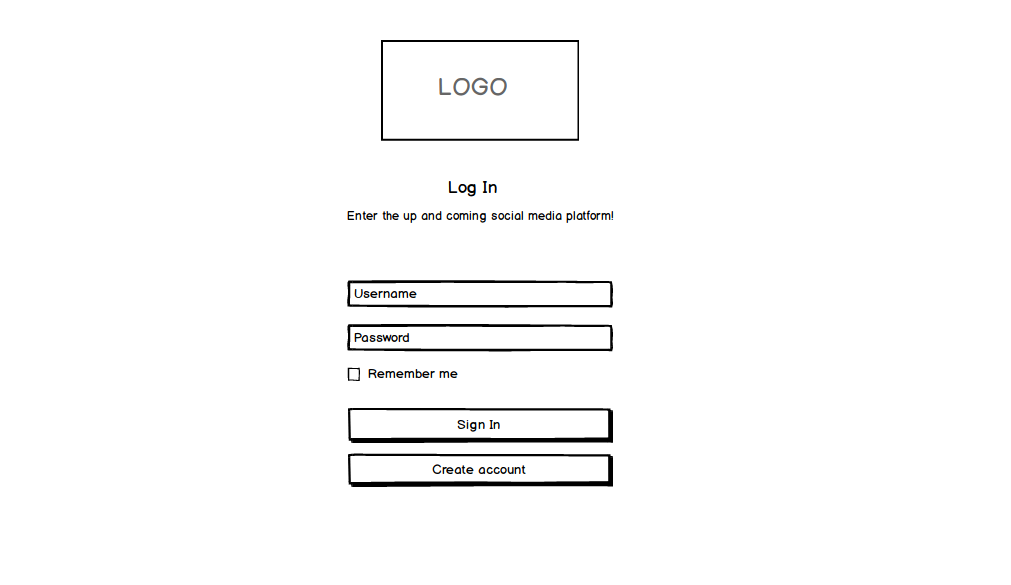 LOGO
Log In
Enter the up and coming social media platform!
Username
Password
Remember me
Sign In
Create account